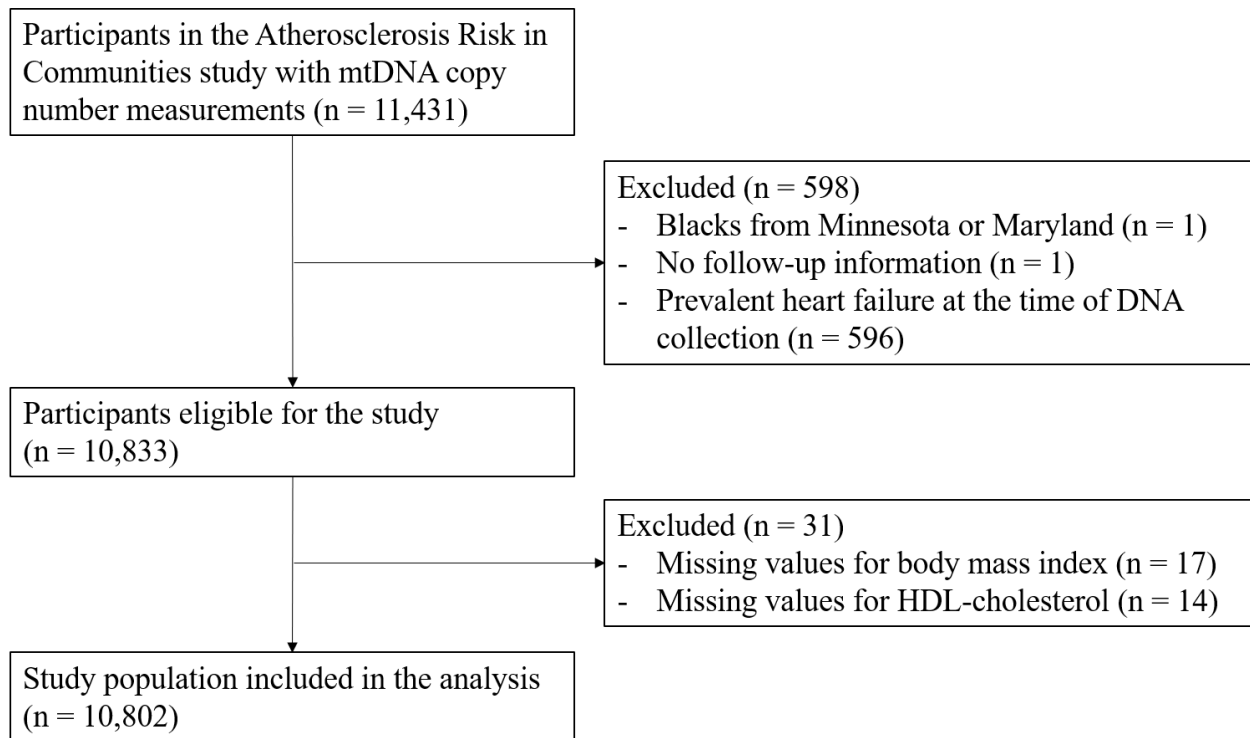 Participants in the Atherosclerosis Risk in
Communities study with mtDNA copy
number measurements (n = 11,431)
Excluded (n = 598)
- Blacks from Minnesota or Maryland (n = 1)
- No follow-up information (n = 1)
- Prevalent heart failure at the time of DNA
collection (n = 596)
Participants eligible for the study
(n = 10,833)
Excluded (n = 31)
- Missing values for body mass index (n = 17)
- Missing values for HDL-cholesterol (n = 14)
Study population included in the analysis
(n = 10,802)